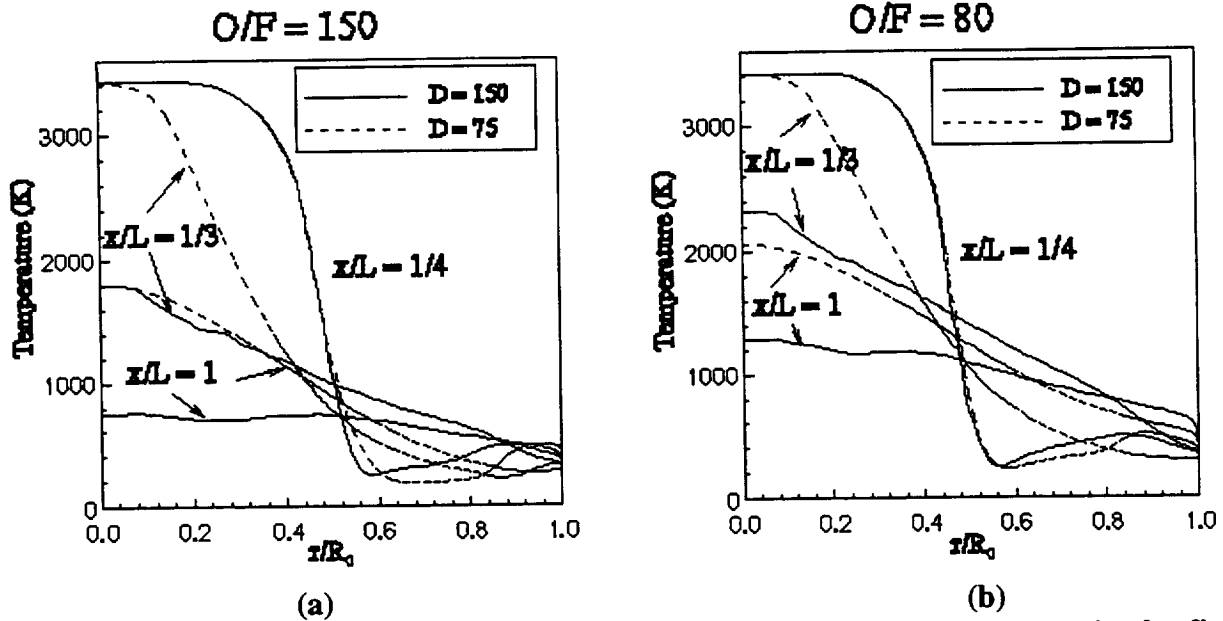 O/F = 150
D = 150
D = 75
3000
2000
1000
0
Temperature (K)
x/L = 1/3
x/L = 1/4
x/L = 1
0.0 0.2 0.4 0.6 0.8 1.0
r/R₀
(a)
O/F = 80
D = 150
D = 75
3000
2000
1000
0
Temperature (K)
x/L = 1/3
x/L = 1/4
x/L = 1
0.0 0.2 0.4 0.6 0.8 1.0
r/R₀
(b)